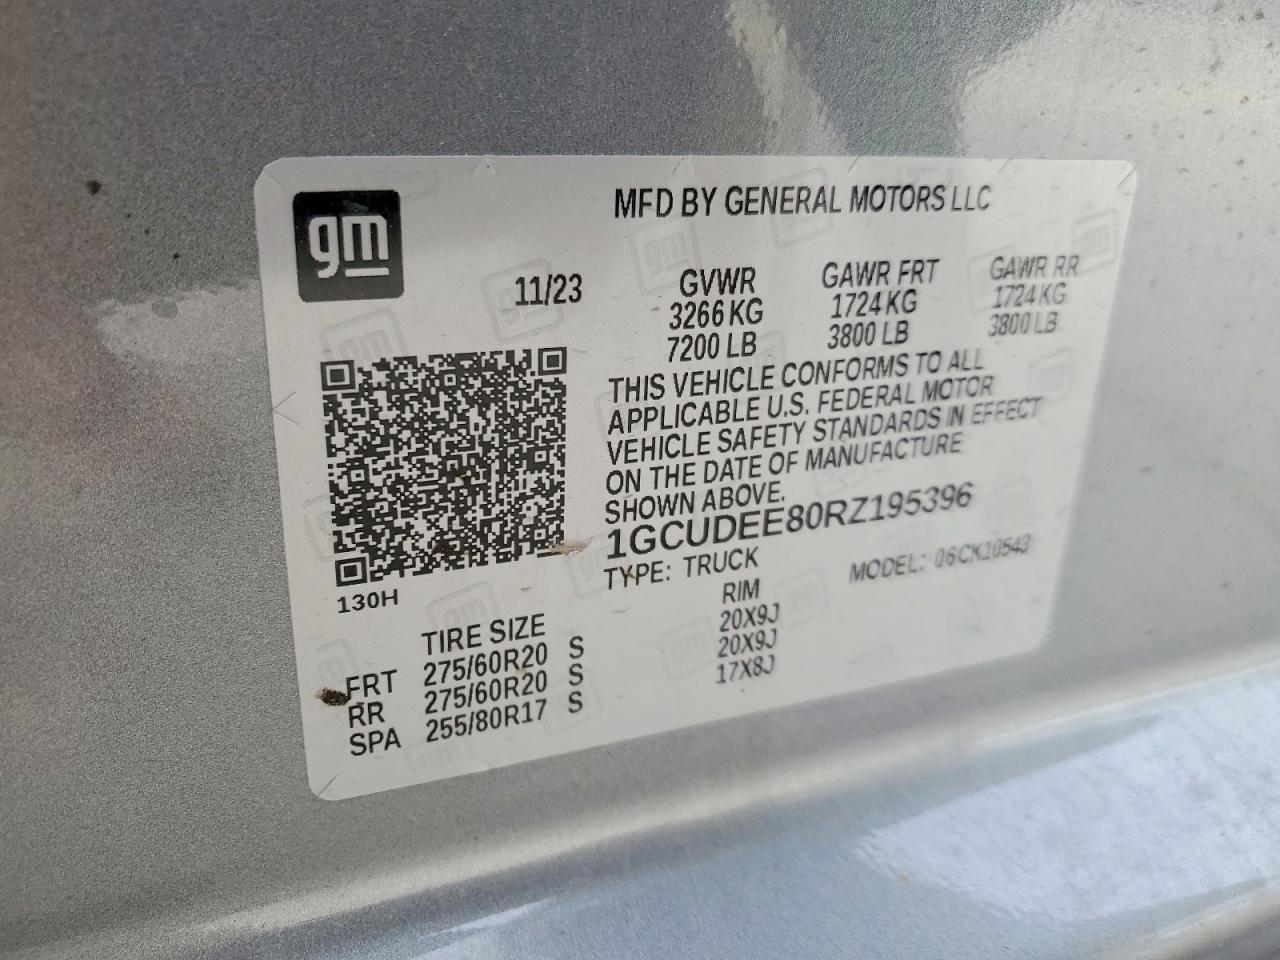 gm
MFD BY GENERAL MOTORS LLC
11/23 GVWR GAWR FRT GAWR RR
3266 KG 1724 KG 1724 KG
7200 LB 3800 LB 3800 LB
THIS VEHICLE CONFORMS TO ALL
APPLICABLE U.S. FEDERAL MOTOR
VEHICLE SAFETY STANDARDS IN EFFECT
ON THE DATE OF MANUFACTURE
SHOWN ABOVE.
1GCUDEE80RZ195396
TYPE: TRUCK MODEL: 06CK10543
130H
TIRE SIZE RIM
FRT 275/60R20 S 20X9J
RR 275/60R20 S 20X9J
SPA 255/80R17 S 17X8J